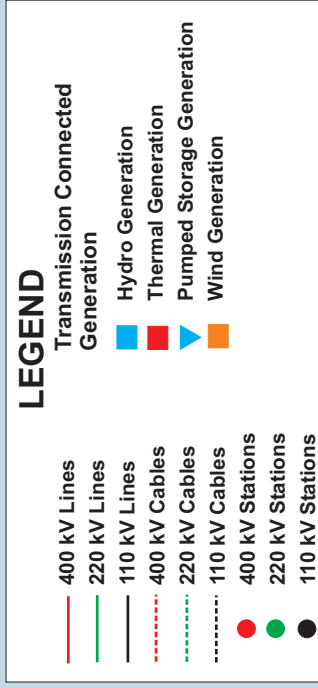 LEGEND
400 kV Lines
220 kV Lines
110 kV Lines
400 kV Cables
220 kV Cables
110 kV Cables
400 kV Stations
220 kV Stations
110 kV Stations
Transmission Connected
Generation
Hydro Generation
Thermal Generation
Pumped Storage Generation
Wind Generation